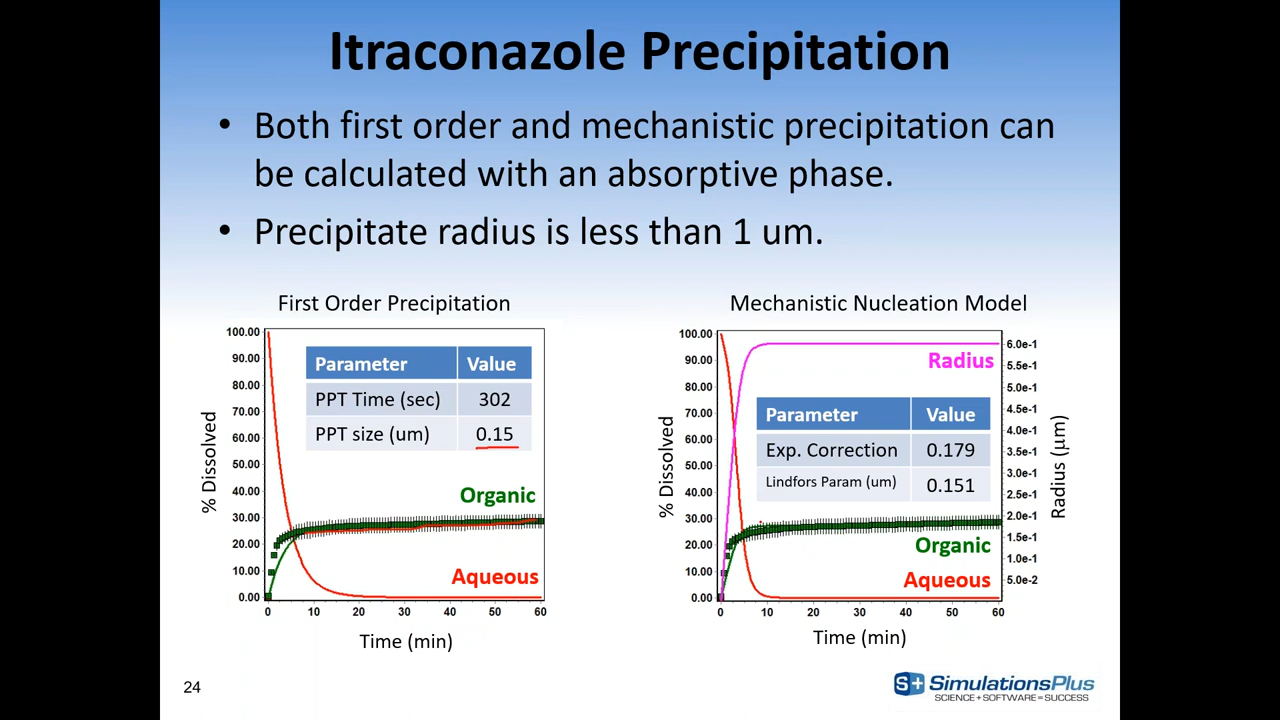 Itraconazole Precipitation
• Both first order and mechanistic precipitation can
be calculated with an absorptive phase.
• Precipitate radius is less than 1 um.
First Order Precipitation
100.00
90.00
80.00
70.00
60.00
50.00
40.00
30.00
20.00
10.00
0.00
% Dissolved
Parameter Value
PPT Time (sec) 302
PPT size (um) 0.15
Organic
Aqueous
0 10 20 30 40 50 60
Time (min)
Mechanistic Nucleation Model
100.00
90.00
80.00
70.00
60.00
50.00
40.00
30.00
20.00
10.00
0.00
% Dissolved
Radius
Parameter Value
Exp. Correction 0.179
Lindfors Param (um) 0.151
Organic
Aqueous
6.0e-1
5.5e-1
5.0e-1
4.5e-1
4.0e-1
3.5e-1
3.0e-1
2.5e-1
2.0e-1
1.5e-1
1.0e-1
5.0e-2
Radius (µm)
0 10 20 30 40 50 60
Time (min)
24
S+ SimulationsPlus
SCIENCE + SOFTWARE = SUCCESS